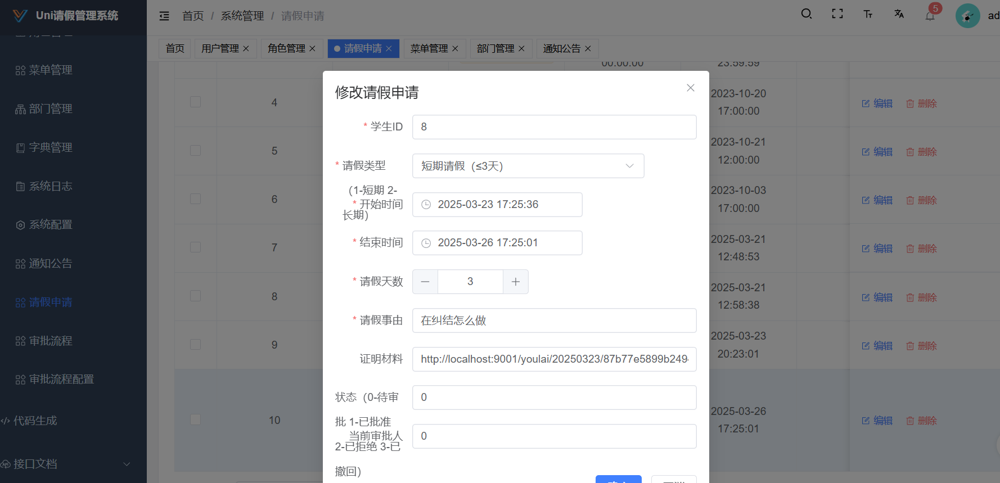 Uni请假管理系统
首页 / 系统管理 / 请假申请
5
ad
首页
用户管理
角色管理
请假申请
菜单管理
部门管理
通知公告
菜单管理
部门管理
字典管理
系统日志
系统配置
通知公告
请假申请
审批流程
审批流程配置
代码生成
接口文档
00:00:00
23:59:59
4
2023-10-20
17:00:00
编辑 删除
5
2023-10-21
12:00:00
编辑 删除
6
2023-10-03
17:00:00
编辑 删除
7
2025-03-21
12:48:53
编辑 删除
8
2025-03-21
12:58:38
编辑 删除
9
2025-03-23
20:23:01
编辑 删除
10
2025-03-26
17:25:01
编辑 删除
修改请假申请
* 学生ID
8
* 请假类型
短期请假（≤3天）
（1-短期 2-
长期）
* 开始时间
2025-03-23 17:25:36
* 结束时间
2025-03-26 17:25:01
* 请假天数
3
* 请假事由
在纠结怎么做
证明材料
http://localhost:9001/youlai/20250323/87b77e5899b249
状态（0-待审
批 1-已批准
2-已拒绝 3-已
撤回）
0
当前审批人
0